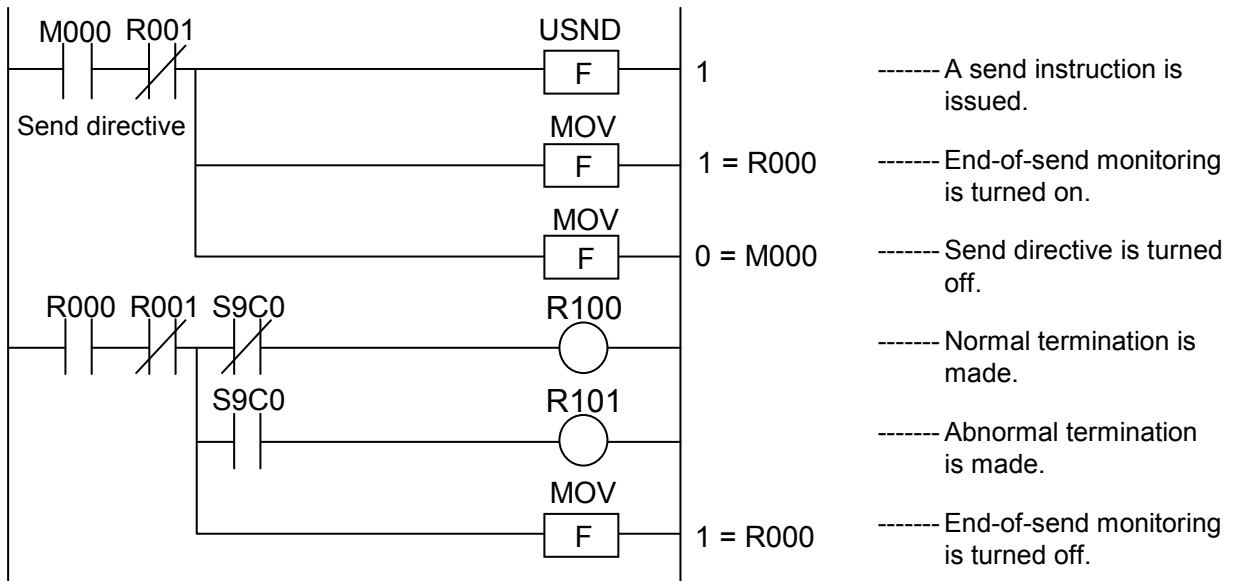 M000 R001 USND
F 1 ------- A send instruction is
issued.
Send directive
MOV
F 1 = R000 ------- End-of-send monitoring
is turned on.
MOV
F 0 = M000 ------- Send directive is turned
off.
R000 R001 S9C0 R100
------- Normal termination is
made.
S9C0 R101
------- Abnormal termination
is made.
MOV
F 1 = R000 ------- End-of-send monitoring
is turned off.